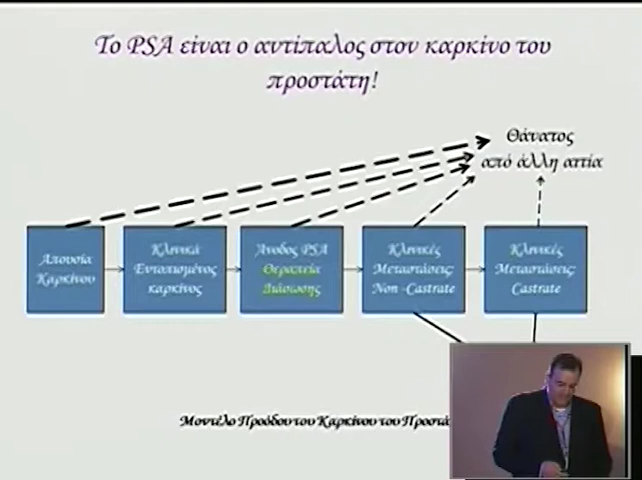 Το PSA είναι ο αντίπαλος στον καρκίνο του
προστάτη!
Θάνατος
από άλλη αιτία
Απουσία
Καρκίνου
Κλινικά
Εντοπισμένος
καρκίνος
Άνοδος PSA
Θεραπεία
Διάσωσης
Κλινικές
Μεταστάσεις:
Non -Castrate
Κλινικές
Μεταστάσεις:
Castrate
Μοντέλο Προόδου του Καρκίνου του